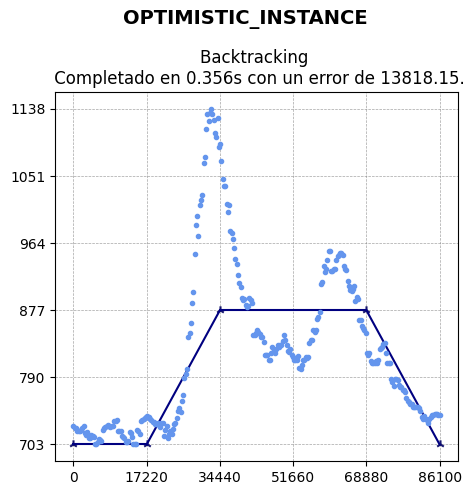 OPTIMISTIC_INSTANCE
Backtracking
Completado en 0.356s con un error de 13818.15.
1138
1051
964
877
790
703
0 17220 34440 51660 68880 86100